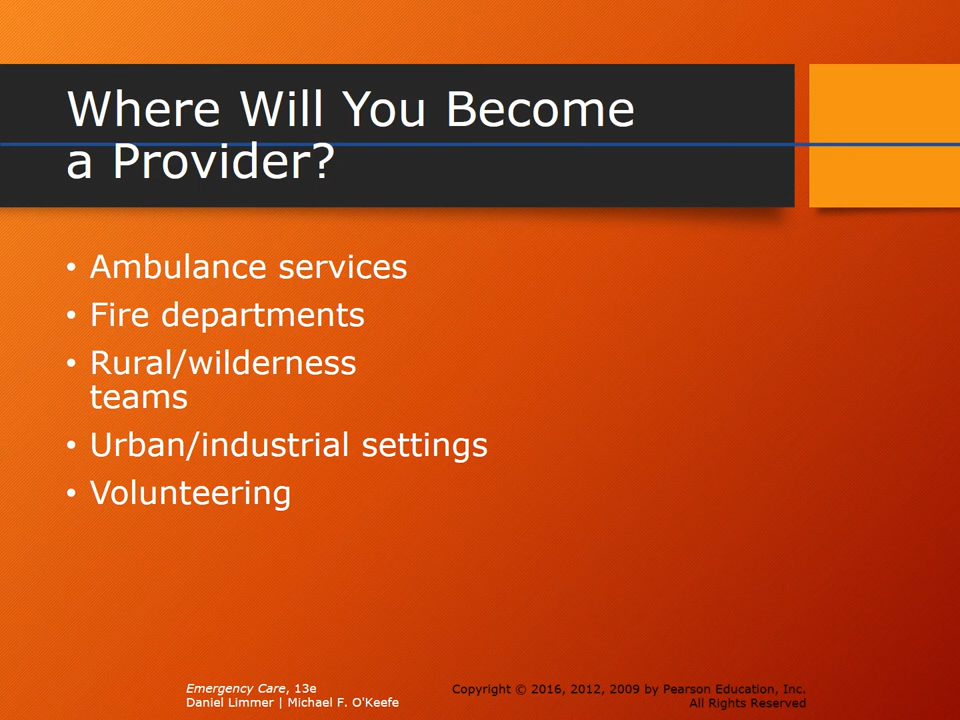 Where Will You Become
a Provider?
• Ambulance services
• Fire departments
• Rural/wilderness
teams
• Urban/industrial settings
• Volunteering
Emergency Care, 13e
Daniel Limmer | Michael F. O'Keefe
Copyright © 2016, 2012, 2009 by Pearson Education, Inc.
All Rights Reserved